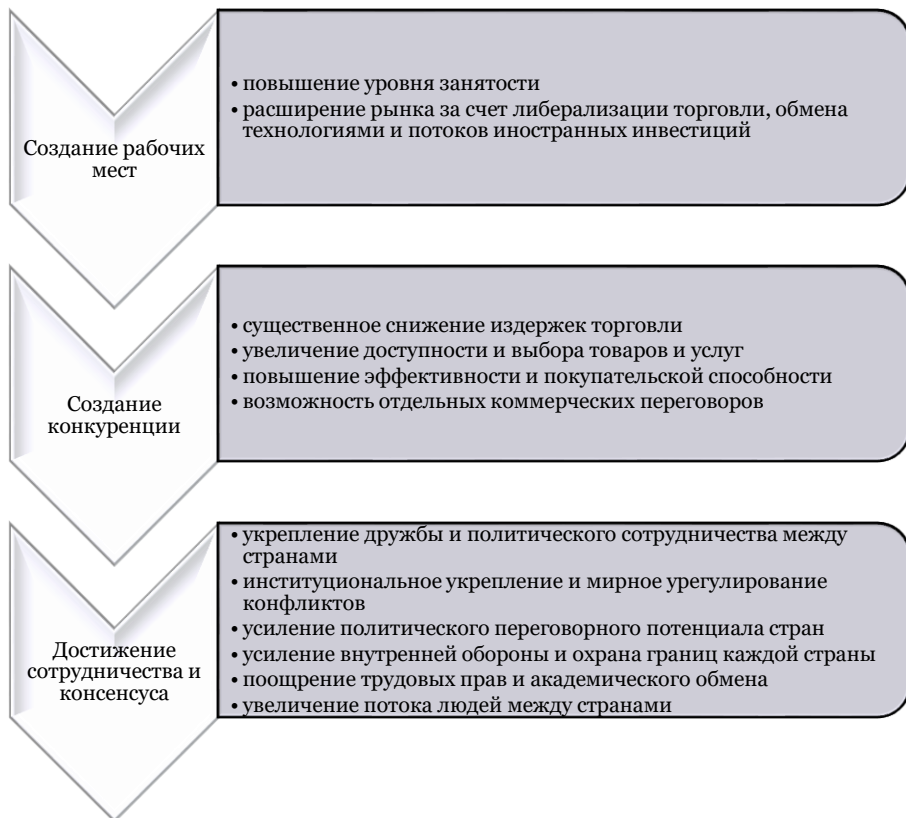 Создание рабочих
мест
• повышение уровня занятости
• расширение рынка за счет либерализации торговли, обмена
технологиями и потоков иностранных инвестиций
Создание
конкуренции
• существенное снижение издержек торговли
• увеличение доступности и выбора товаров и услуг
• повышение эффективности и покупательской способности
• возможность отдельных коммерческих переговоров
Достижение
сотрудничества и
консенсуса
• укрепление дружбы и политического сотрудничества между
странами
• институциональное укрепление и мирное урегулирование
конфликтов
• усиление политического переговорного потенциала стран
• усиление внутренней обороны и охрана границ каждой страны
• поощрение трудовых прав и академического обмена
• увеличение потока людей между странами